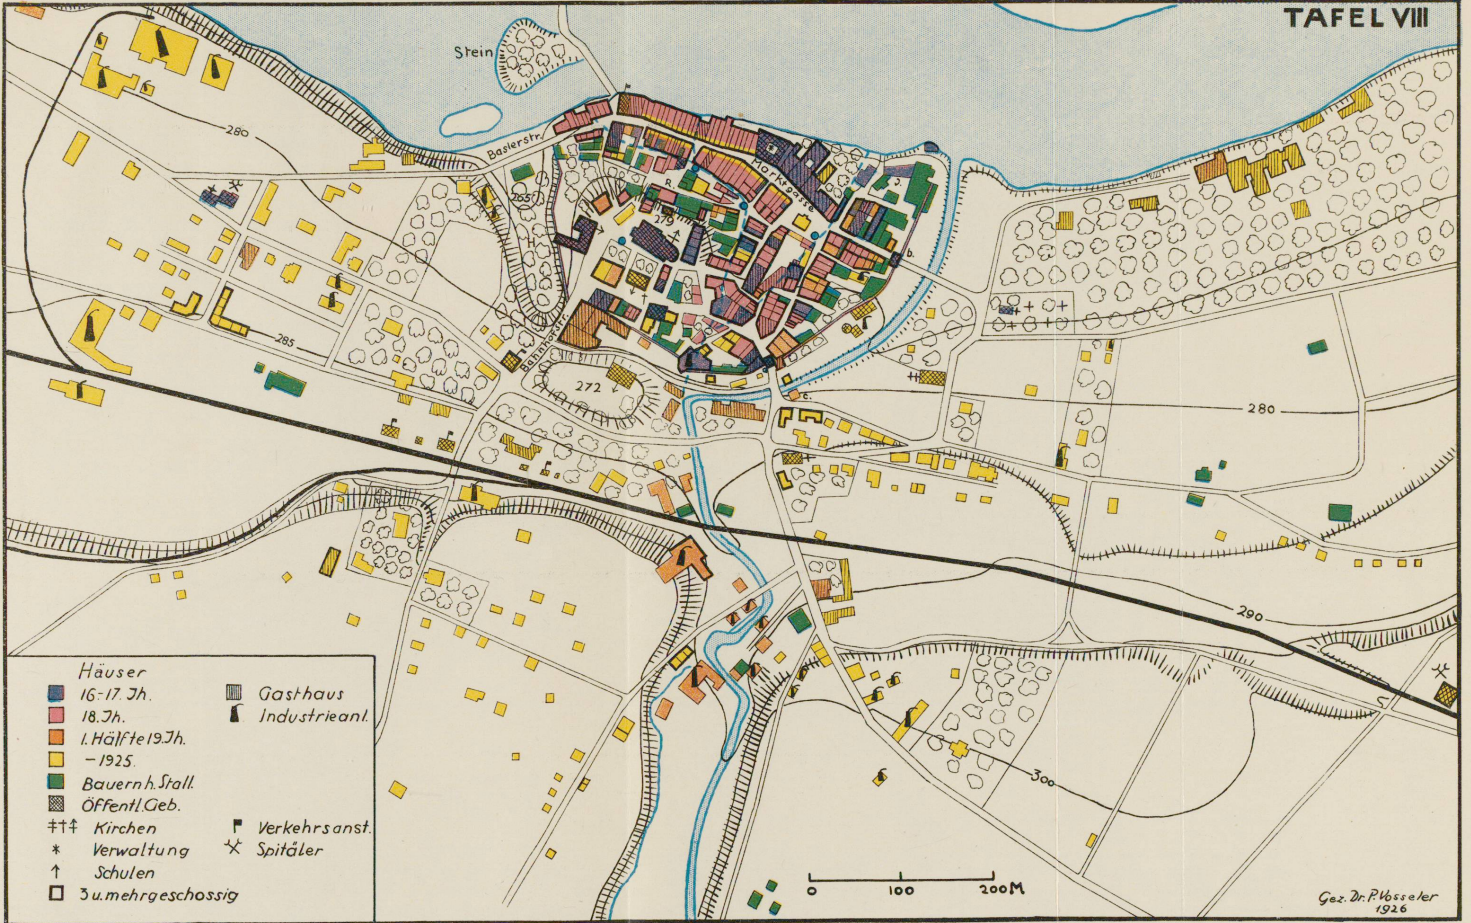 TAFEL VIII
Stein
280
Baslerstr.
Marktgasse
265
R.
279
H
b.
285
Bahnhofstr.
272
c.
280
290
300
Häuser
16-17. Jh.
18. Jh.
1. Hälfte 19. Jh.
-1925.
Bauernh. Stall.
Öffentl. Geb.
Kirchen
Verwaltung
Schulen
3 u. mehrgeschossig
Gasthaus
Industrieanl.
Verkehrsanst.
Spitäler
0 100 200 M
Gez. Dr. P. Vosseler
1926